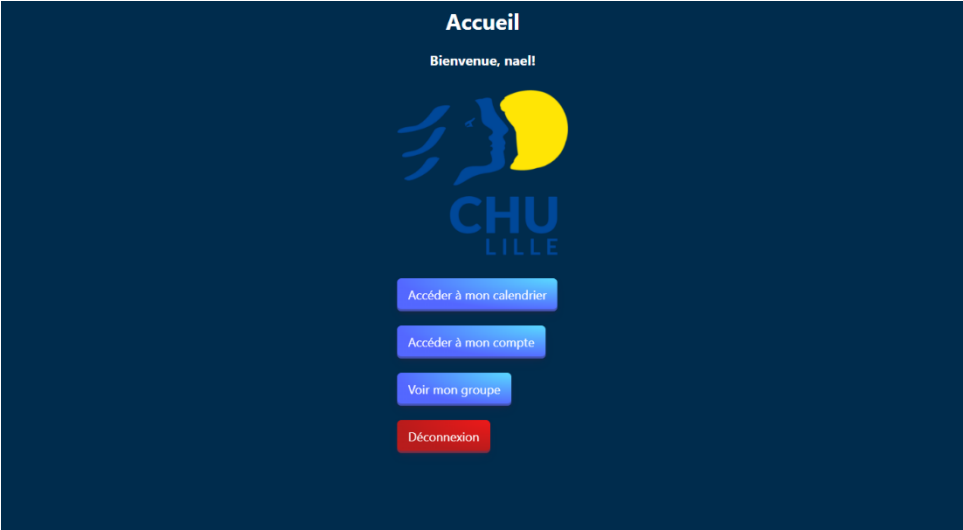 Accueil
Bienvenue, nael!
CHU
LILLE
Accéder à mon calendrier
Accéder à mon compte
Voir mon groupe
Déconnexion